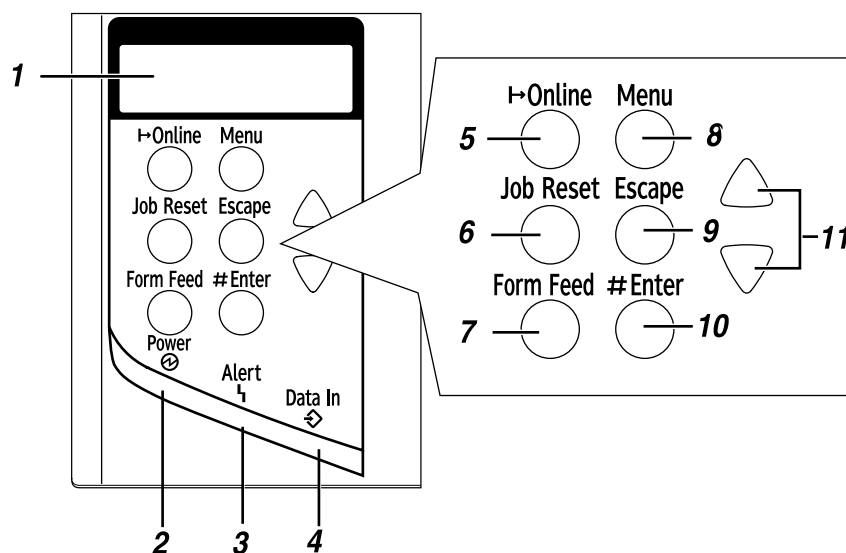 1
↦Online Menu
Job Reset Escape
Form Feed #Enter
Power
Alert
Data In
2 3 4
↦Online Menu
5 8
Job Reset Escape
6 9 11
Form Feed #Enter
7 10